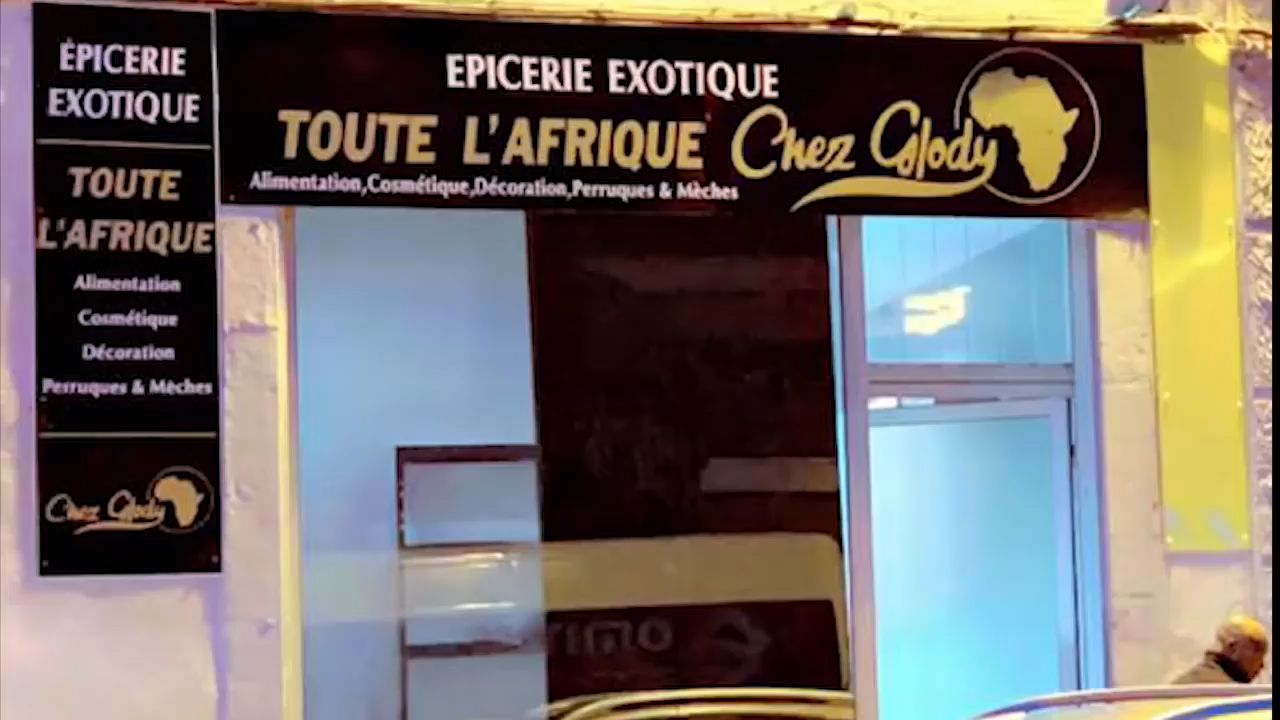 ÉPICERIE
EXOTIQUE
TOUTE
L'AFRIQUE
Alimentation
Cosmétique
Décoration
Perruques & Mèches
Chez Glody
EPICERIE EXOTIQUE
TOUTE L'AFRIQUE Chez Glody
Alimentation,Cosmétique,Décoration,Perruques & Mèches